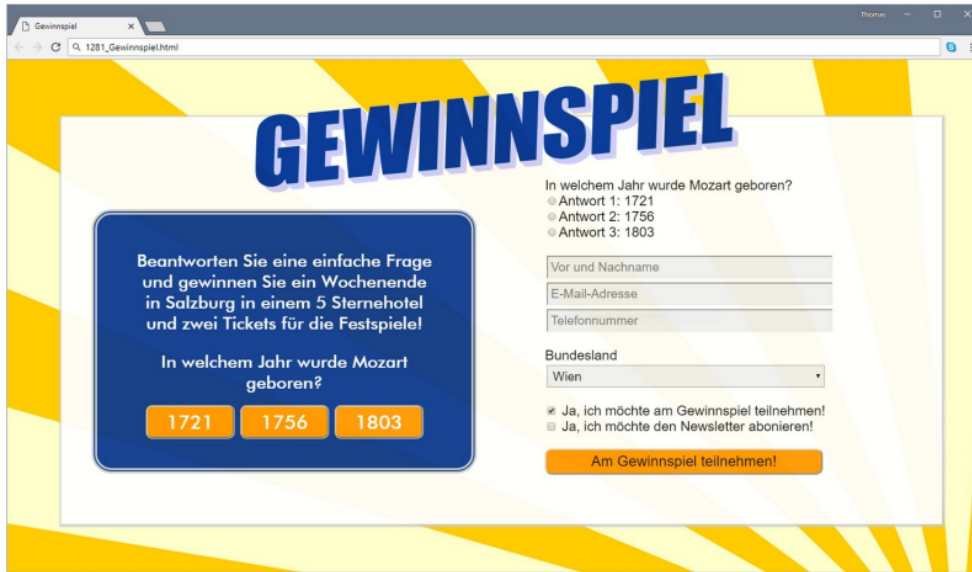 Gewinnspiel
Thomas
1281_Gewinnspiel.html
GEWINNSPIEL
Beantworten Sie eine einfache Frage
und gewinnen Sie ein Wochenende
in Salzburg in einem 5 Sternehotel
und zwei Tickets für die Festspiele!
In welchem Jahr wurde Mozart
geboren?
1721 1756 1803
In welchem Jahr wurde Mozart geboren?
Antwort 1: 1721
Antwort 2: 1756
Antwort 3: 1803
Vor und Nachname
E-Mail-Adresse
Telefonnummer
Bundesland
Wien
Ja, ich möchte am Gewinnspiel teilnehmen!
Ja, ich möchte den Newsletter abonieren!
Am Gewinnspiel teilnehmen!